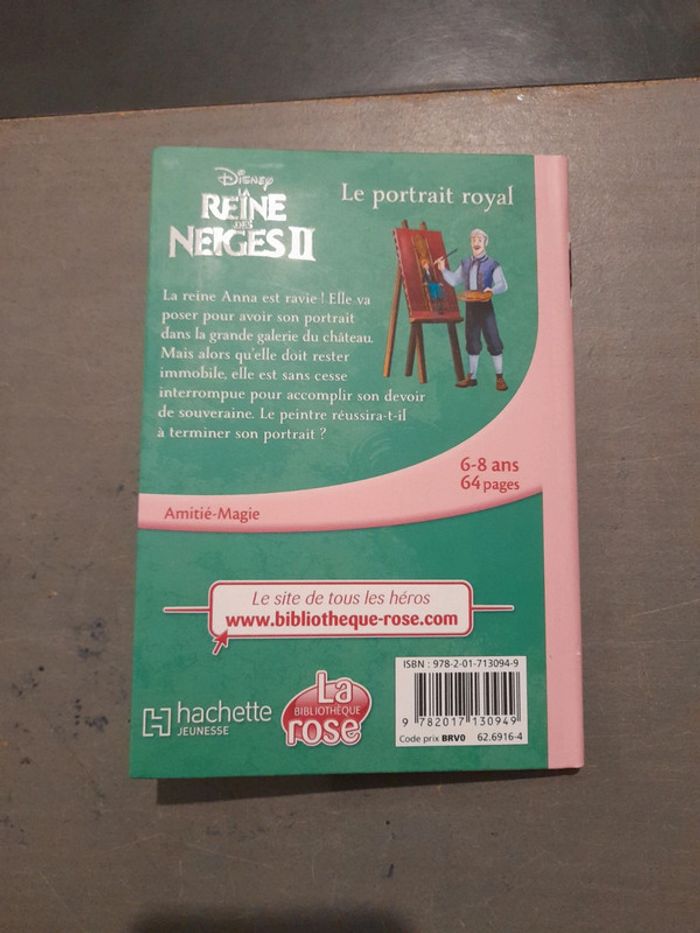 Disney
LA
REINE
DES
NEIGES II
Le portrait royal
La reine Anna est ravie ! Elle va
poser pour avoir son portrait
dans la grande galerie du château.
Mais alors qu'elle doit rester
immobile, elle est sans cesse
interrompue pour accomplir son devoir
de souveraine. Le peintre réussira-t-il
à terminer son portrait ?
6-8 ans
64 pages
Amitié-Magie
Le site de tous les héros
www.bibliotheque-rose.com
hachette
JEUNESSE
La
BIBLIOTHÈQUE
rose
ISBN : 978-2-01-713094-9
9 782017 130949
Code prix BRV0 62.6916-4